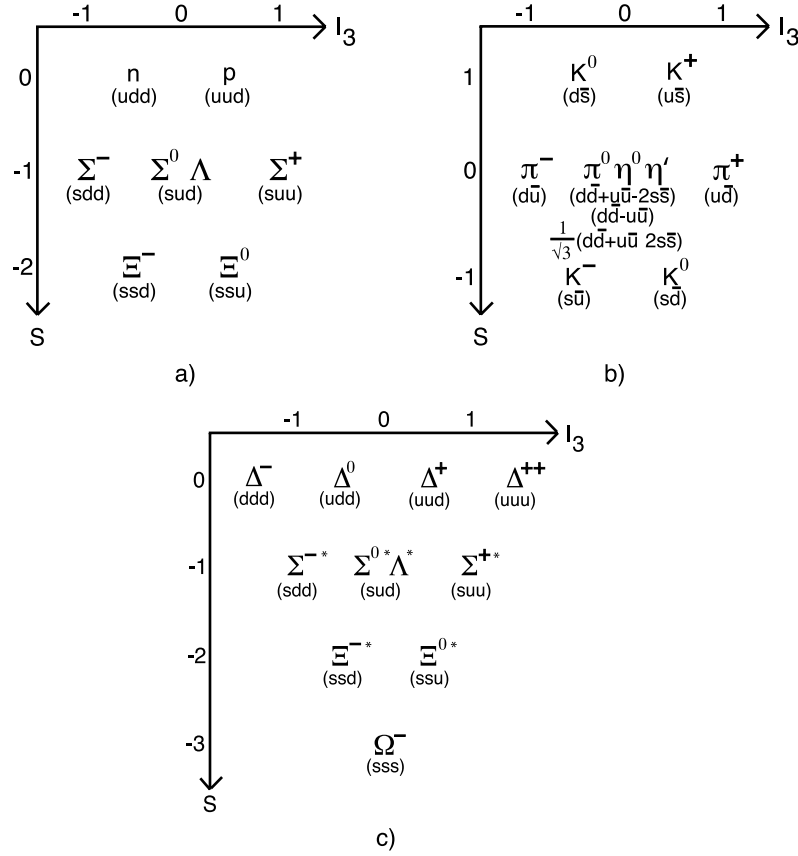 -1 0 1 I₃
0 n p
(udd) (uud)
-1 Σ⁻ Σ⁰ Λ Σ⁺
(sdd) (sud) (suu)
-2 Ξ⁻ Ξ⁰
(ssd) (ssu)
S
a)
-1 0 1 I₃
1 K⁰ K⁺
(ds̄) (us̄)
0 π⁻ π⁰ η⁰ η‘ π⁺
(dū) (dd̄+uū-2ss̄) (ud̄)
(dd̄-uū)
1/√3 (dd̄+uū 2ss̄)
-1 K⁻ K⁰
(sū) (sd̄)
S
b)
-1 0 1 I₃
0 Δ⁻ Δ⁰ Δ⁺ Δ⁺⁺
(ddd) (udd) (uud) (uuu)
-1 Σ⁻* Σ⁰* Λ* Σ⁺*
(sdd) (sud) (suu)
-2 Ξ⁻* Ξ⁰*
(ssd) (ssu)
-3 Ω⁻
(sss)
S
c)